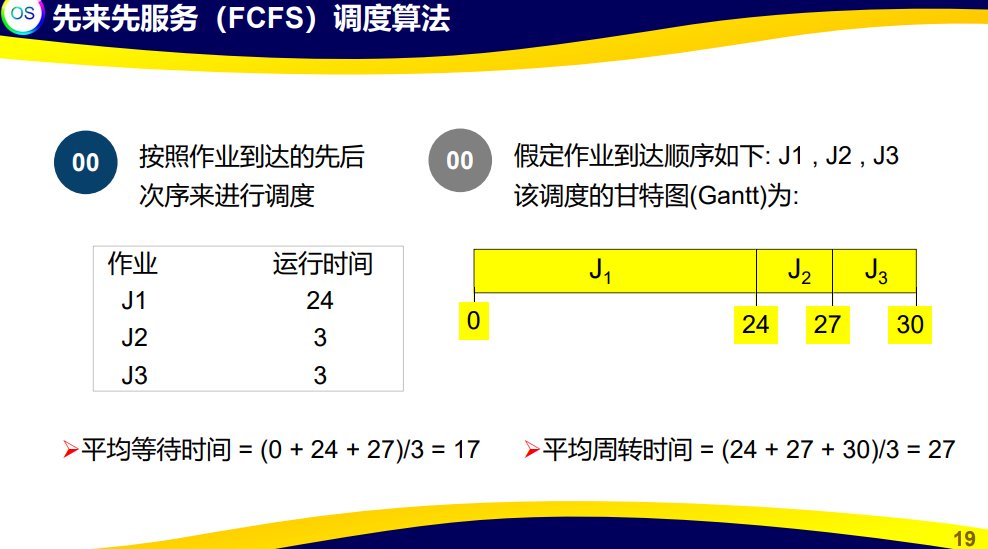 OS
先来先服务（FCFS）调度算法
00
按照作业到达的先后
次序来进行调度
00
假定作业到达顺序如下: J1 , J2 , J3
该调度的甘特图(Gantt)为:
作业 运行时间
J1 24
J2 3
J3 3
J1 J2 J3
0 24 27 30
➢平均等待时间 = (0 + 24 + 27)/3 = 17
➢平均周转时间 = (24 + 27 + 30)/3 = 27
19